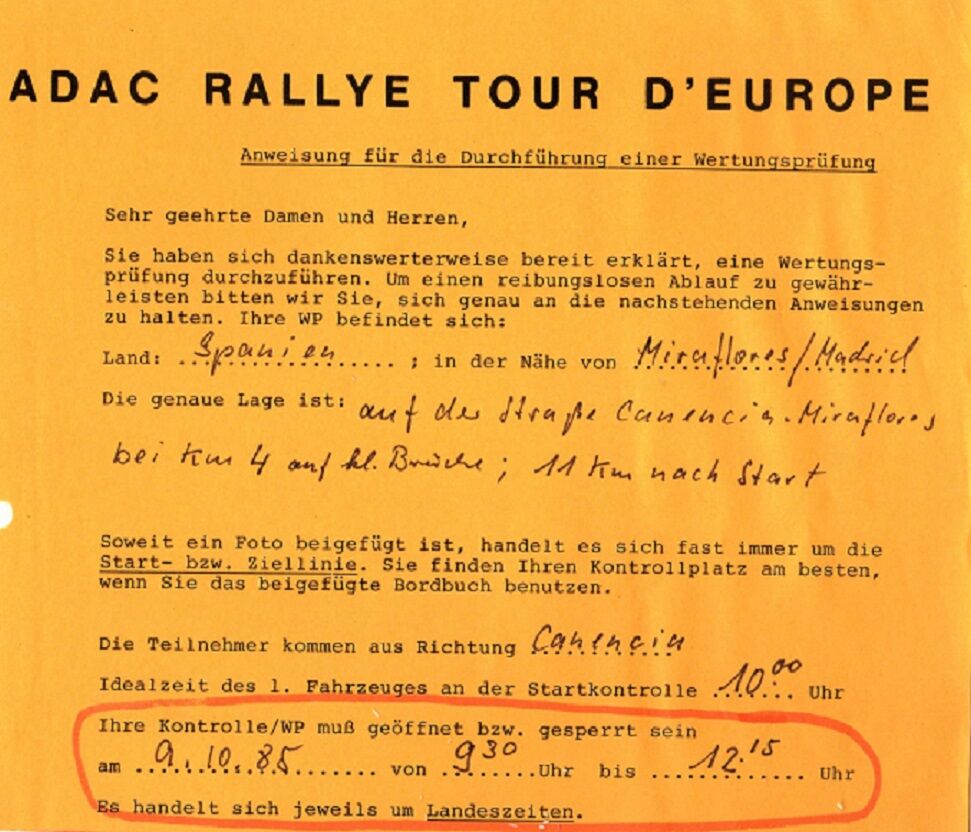 ADAC RALLYE TOUR D'EUROPE
Anweisung für die Durchführung einer Wertungsprüfung
Sehr geehrte Damen und Herren,
Sie haben sich dankenswerterweise bereit erklärt, eine Wertungs-
prüfung durchzuführen. Um einen reibungslosen Ablauf zu gewähr-
leisten bitten wir Sie, sich genau an die nachstehenden Anweisungen
zu halten. Ihre WP befindet sich:
Land: Spanien ; in der Nähe von Miraflores/Madrid
Die genaue Lage ist: auf der Straße Canencia-Miraflores
bei km 4 auf kl. Brücke; 11 km nach Start
Soweit ein Foto beigefügt ist, handelt es sich fast immer um die
Start- bzw. Ziellinie. Sie finden Ihren Kontrollplatz am besten,
wenn Sie das beigefügte Bordbuch benutzen.
Die Teilnehmer kommen aus Richtung Canencia
Idealzeit des 1. Fahrzeuges an der Startkontrolle 10.00 Uhr
Ihre Kontrolle/WP muß geöffnet bzw. gesperrt sein
am 9.10.85 von 9 30 Uhr bis 12.15 Uhr
Es handelt sich jeweils um Landeszeiten.